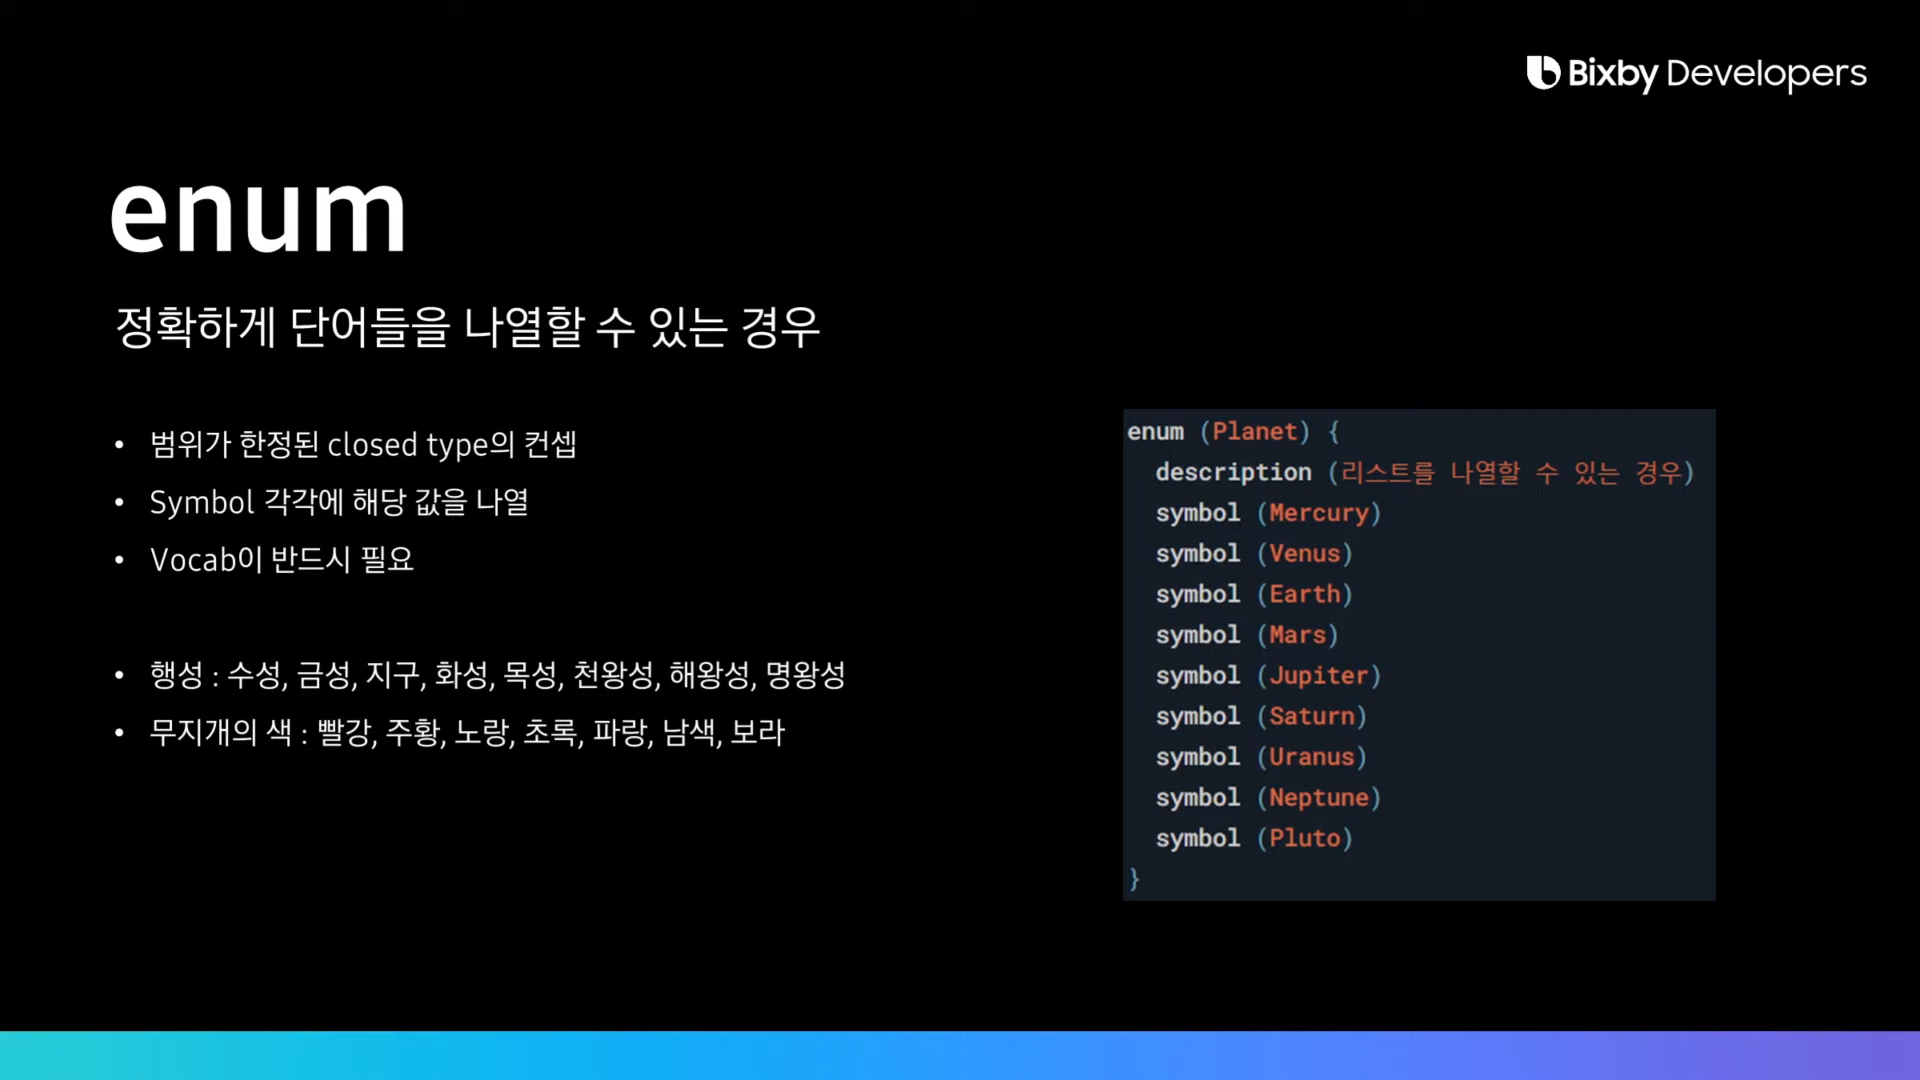 Bixby Developers
enum
정확하게 단어들을 나열할 수 있는 경우
• 범위가 한정된 closed type의 컨셉
• Symbol 각각에 해당 값을 나열
• Vocab이 반드시 필요
• 행성 : 수성, 금성, 지구, 화성, 목성, 천왕성, 해왕성, 명왕성
• 무지개의 색 : 빨강, 주황, 노랑, 초록, 파랑, 남색, 보라
enum (Planet) {
description (리스트를 나열할 수 있는 경우)
symbol (Mercury)
symbol (Venus)
symbol (Earth)
symbol (Mars)
symbol (Jupiter)
symbol (Saturn)
symbol (Uranus)
symbol (Neptune)
symbol (Pluto)
}